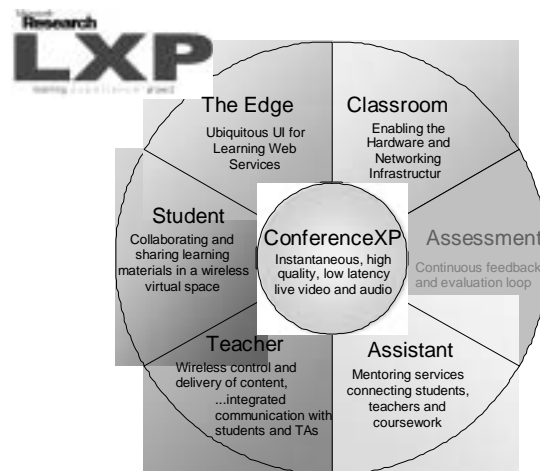 Research
LXP
The Edge
Ubiquitous UI for
Learning Web
Services
Classroom
Enabling the
Hardware and
Networking
Infrastructur
Student
Collaborating and
sharing learning
materials in a wireless
virtual space
ConferenceXP
Instantaneous, high
quality, low latency
live video and audio
Assessment
Continuous feedback
and evaluation loop
Teacher
Wireless control and
delivery of content,
...integrated
communication with
students and TAs
Assistant
Mentoring services
connecting students,
teachers and
coursework